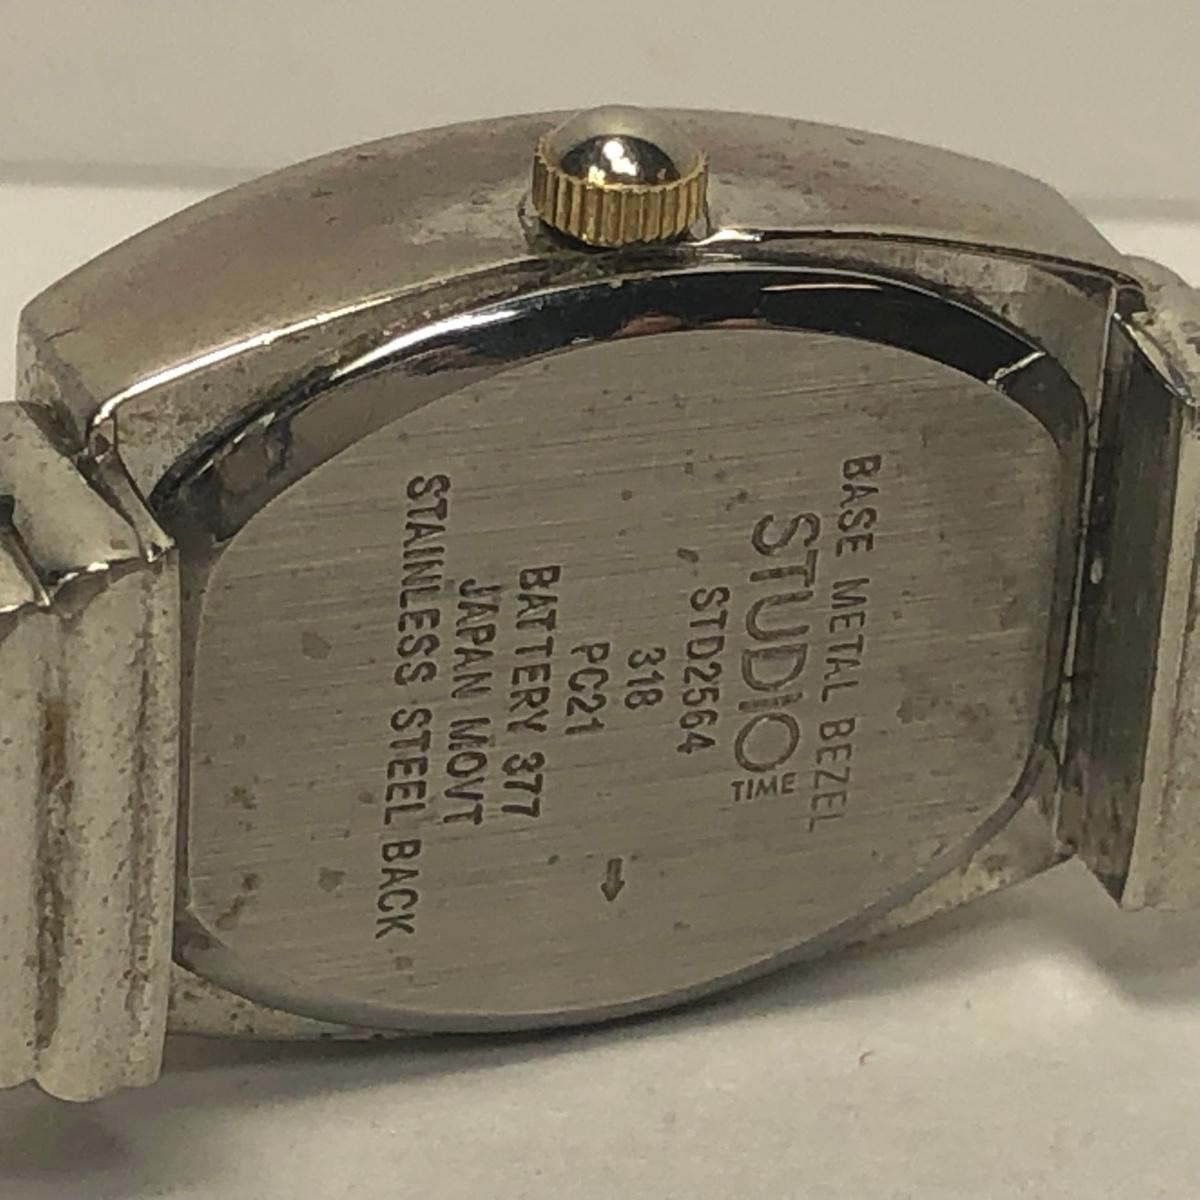 BASE METAL BEZEL
STUDIO
TIME
STD2564
318
PC21
BATTERY 377
JAPAN MOVT
STAINLESS STEEL BACK